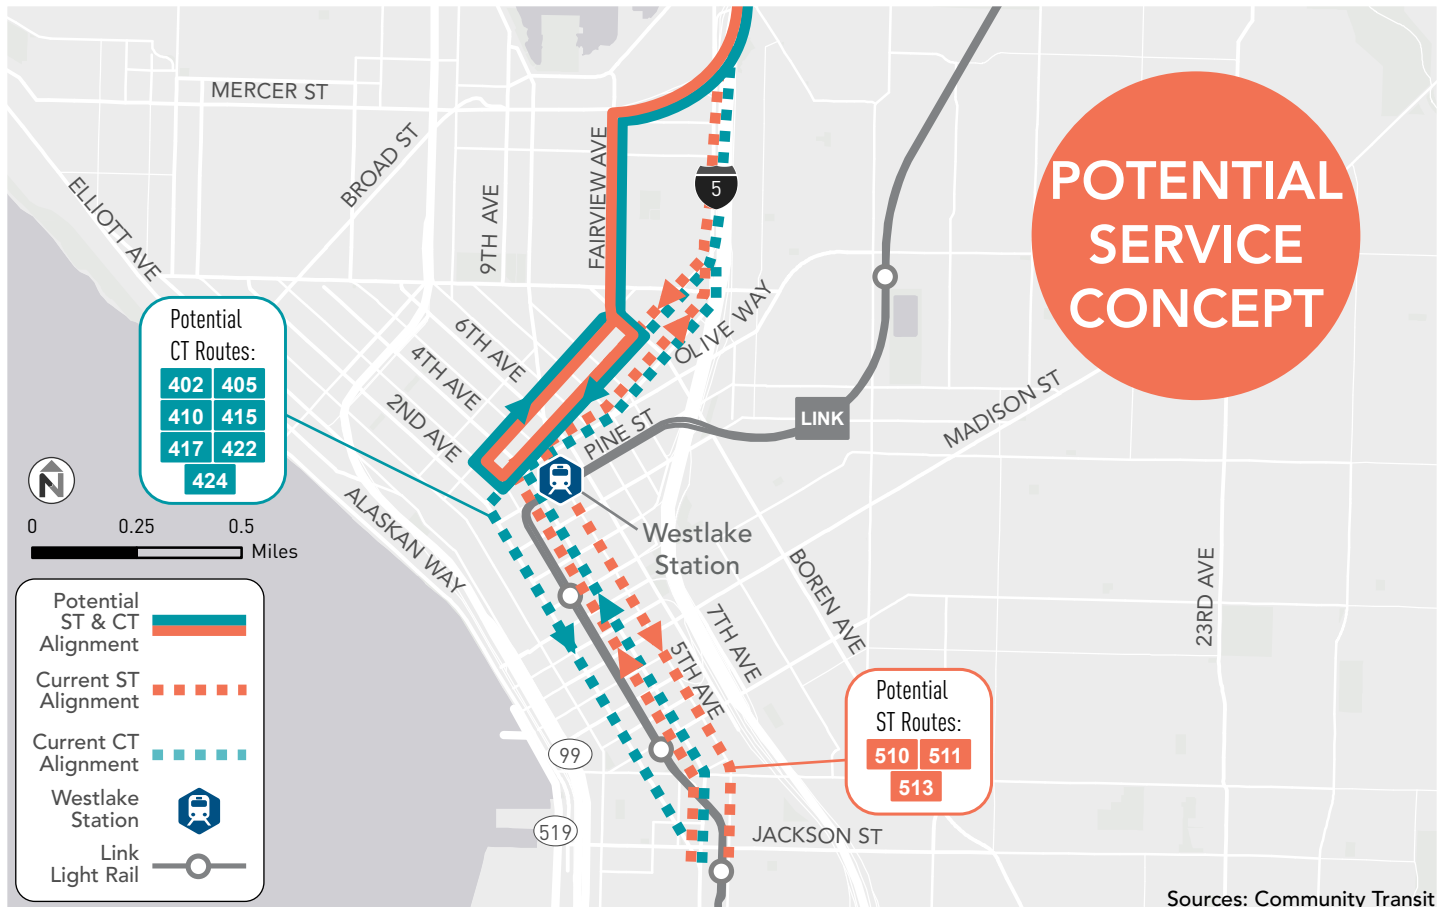 MERCER ST
BROAD ST
ELLIOTT AVE
9TH AVE
FAIRVIEW AVE
5
POTENTIAL
SERVICE
CONCEPT
Potential
CT Routes:
402 405
410 415
417 422
424
6TH AVE
4TH AVE
2ND AVE
OLIVE WAY
PINE ST
LINK
MADISON ST
N
0 0.25 0.5
Miles
ALASKAN WAY
Westlake
Station
BOREN AVE
7TH AVE
5TH AVE
23RD AVE
Potential
ST & CT
Alignment
Current ST
Alignment
Current CT
Alignment
Westlake
Station
Link
Light Rail
99
519
Potential
ST Routes:
510 511
513
JACKSON ST
Sources: Community Transit